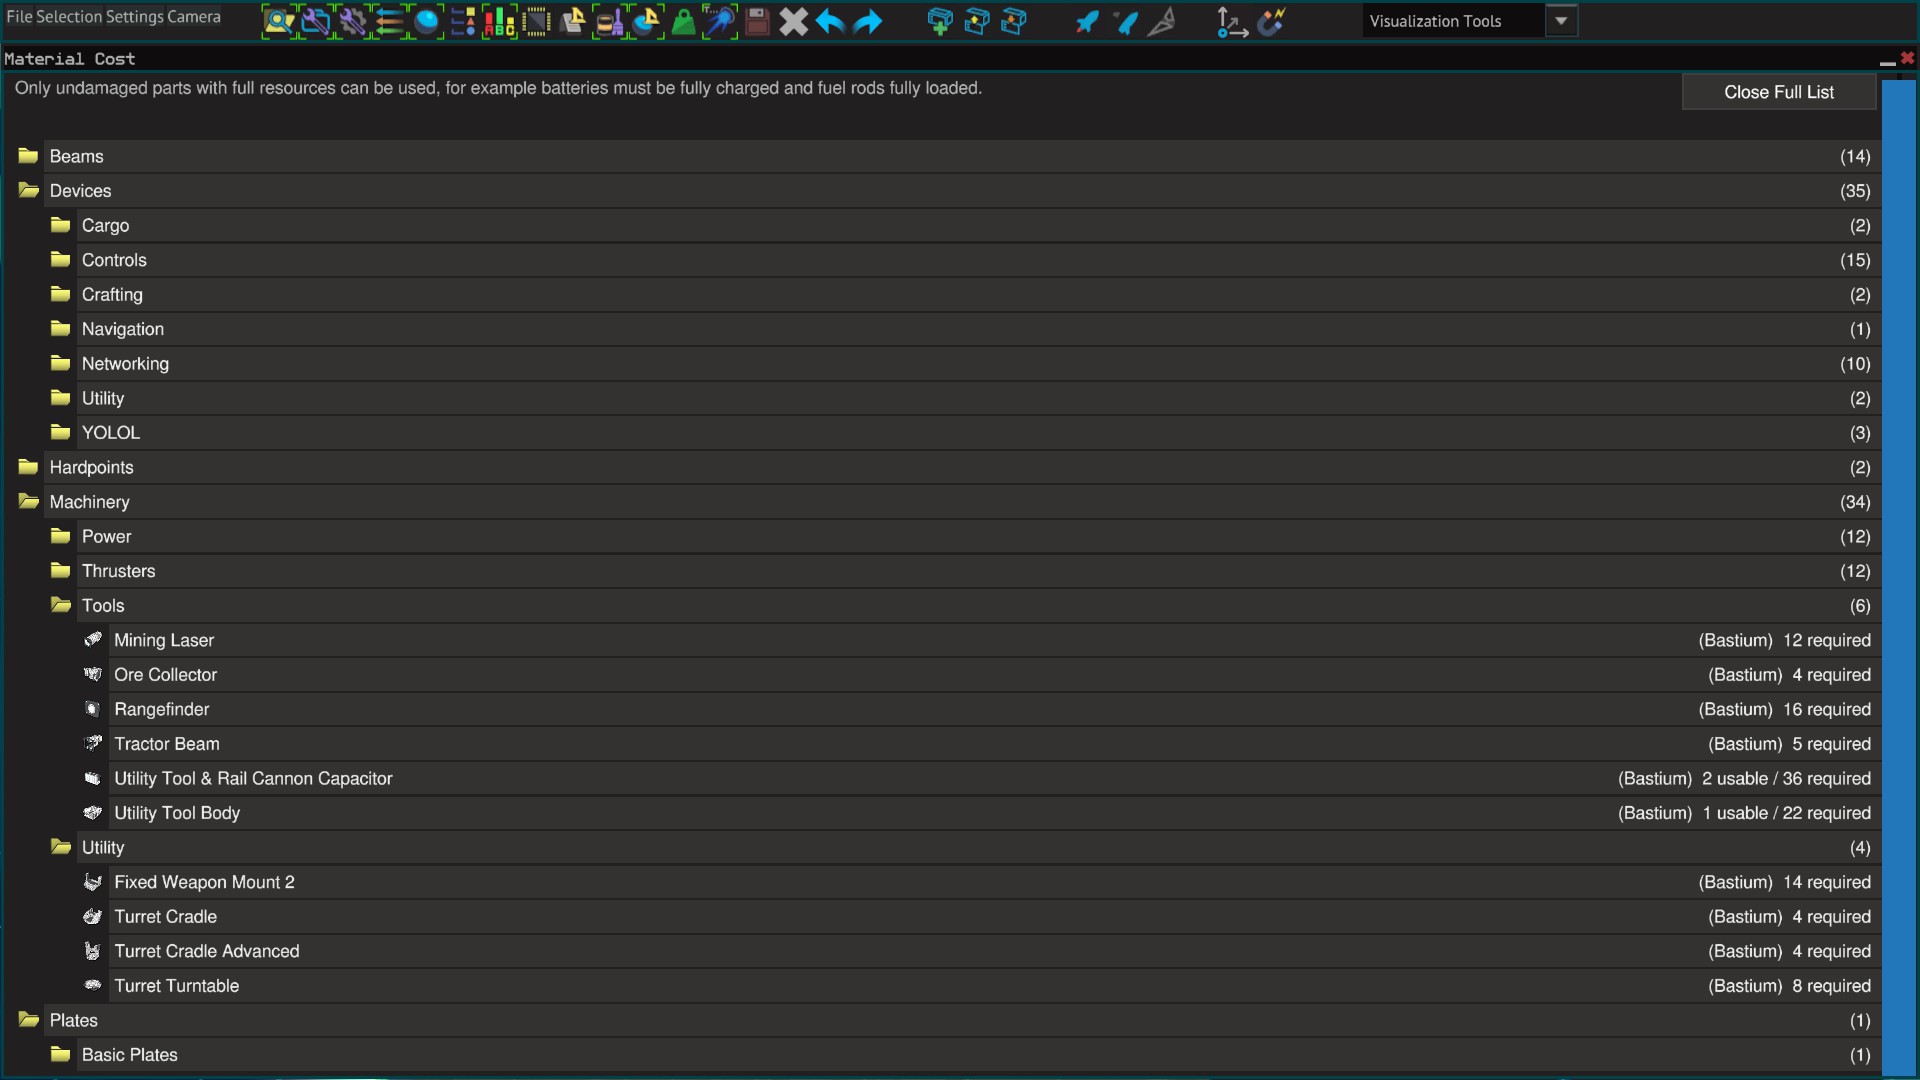 File Selection Settings Camera
ABC
Visualization Tools
Material Cost
Only undamaged parts with full resources can be used, for example batteries must be fully charged and fuel rods fully loaded.
Close Full List
Beams (14)
Devices (35)
Cargo (2)
Controls (15)
Crafting (2)
Navigation (1)
Networking (10)
Utility (2)
YOLOL (3)
Hardpoints (2)
Machinery (34)
Power (12)
Thrusters (12)
Tools (6)
Mining Laser (Bastium) 12 required
Ore Collector (Bastium) 4 required
Rangefinder (Bastium) 16 required
Tractor Beam (Bastium) 5 required
Utility Tool & Rail Cannon Capacitor (Bastium) 2 usable / 36 required
Utility Tool Body (Bastium) 1 usable / 22 required
Utility (4)
Fixed Weapon Mount 2 (Bastium) 14 required
Turret Cradle (Bastium) 4 required
Turret Cradle Advanced (Bastium) 4 required
Turret Turntable (Bastium) 8 required
Plates (1)
Basic Plates (1)